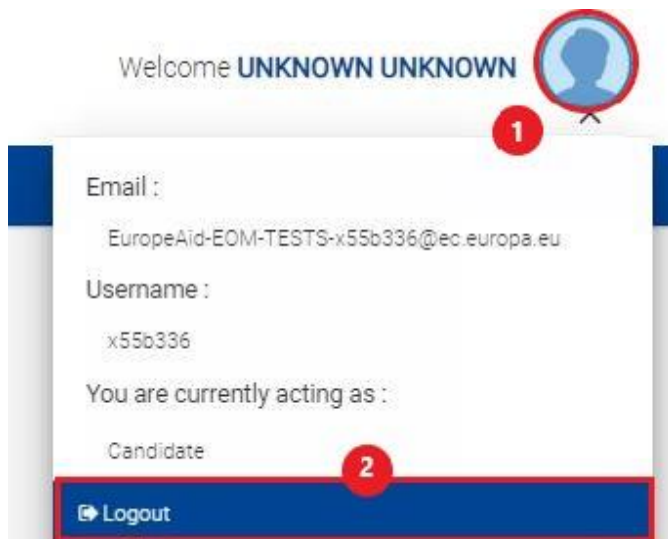 Welcome UNKNOWN UNKNOWN
1
Email :
EuropeAid-EOM-TESTS-x55b336@ec.europa.eu
Username :
x55b336
You are currently acting as :
Candidate
2
Logout